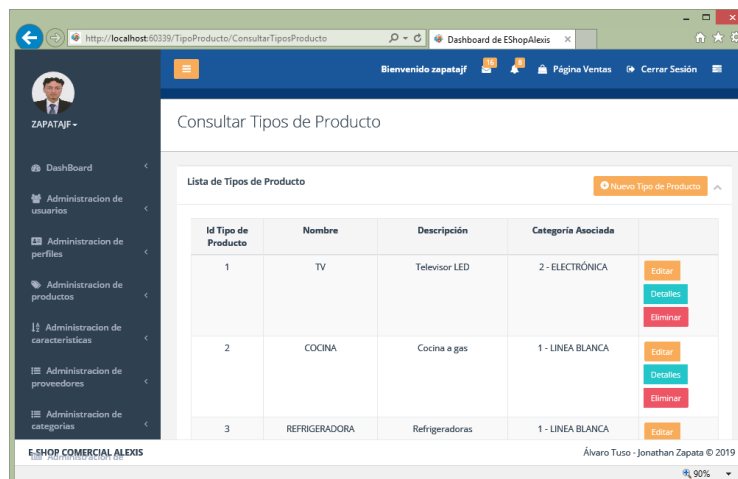 http://localhost:60339/TipoProducto/ConsultarTiposProducto
Dashboard de EShopAlexis
Bienvenido zapatajf 16 8 Página Ventas Cerrar Sesión
ZAPATAJF
Consultar Tipos de Producto
DashBoard
Administracion de
usuarios
Administracion de
perfiles
Administracion de
productos
Administracion de
caracteristicas
Administracion de
proveedores
Administracion de
categorias
Administracion de
Lista de Tipos de Producto
Nuevo Tipo de Producto
Id Tipo de
Producto
Nombre
Descripción
Categoría Asociada
1 TV Televisor LED 2 - ELECTRÓNICA
Editar
Detalles
Eliminar
2 COCINA Cocina a gas 1 - LINEA BLANCA
Editar
Detalles
Eliminar
3 REFRIGERADORA Refrigeradoras 1 - LINEA BLANCA
Editar
E-SHOP COMERCIAL ALEXIS
Álvaro Tuso - Jonathan Zapata © 2019
90%